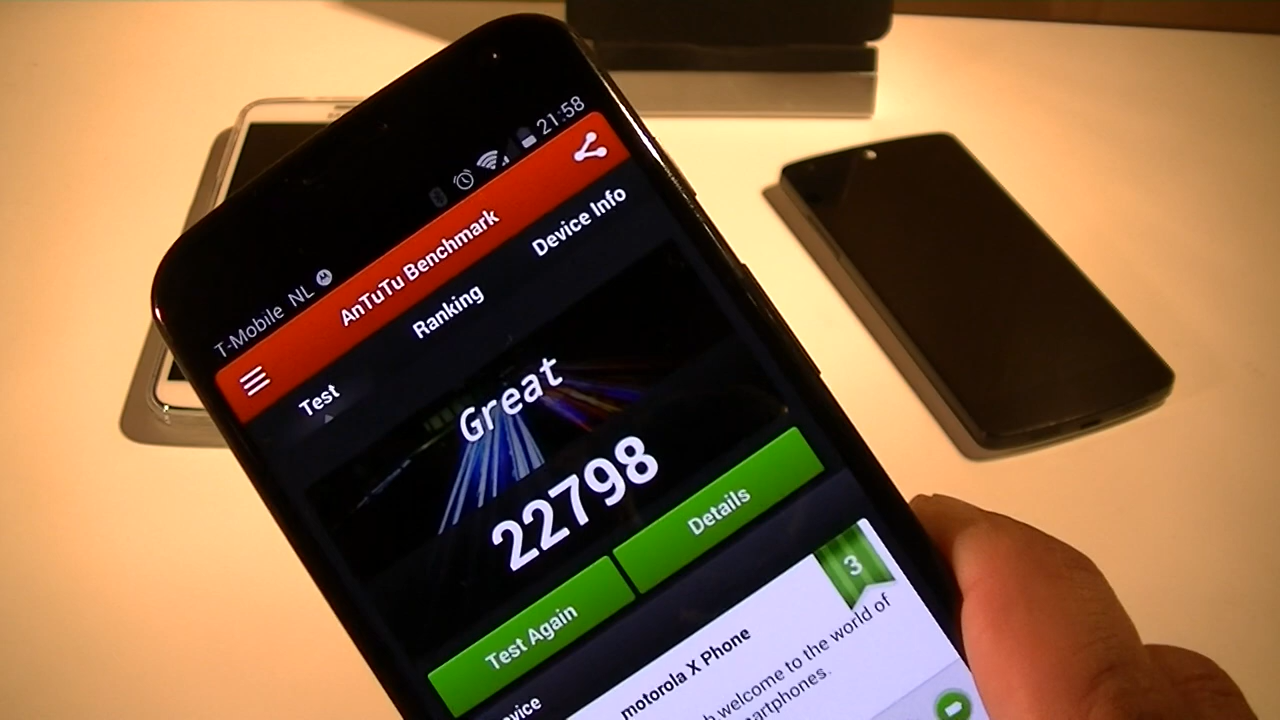 T-Mobile NL
21:58
AnTuTu Benchmark
Test
Ranking
Device Info
Great
22798
Test Again
Details
3
motorola X Phone
welcome to the world of